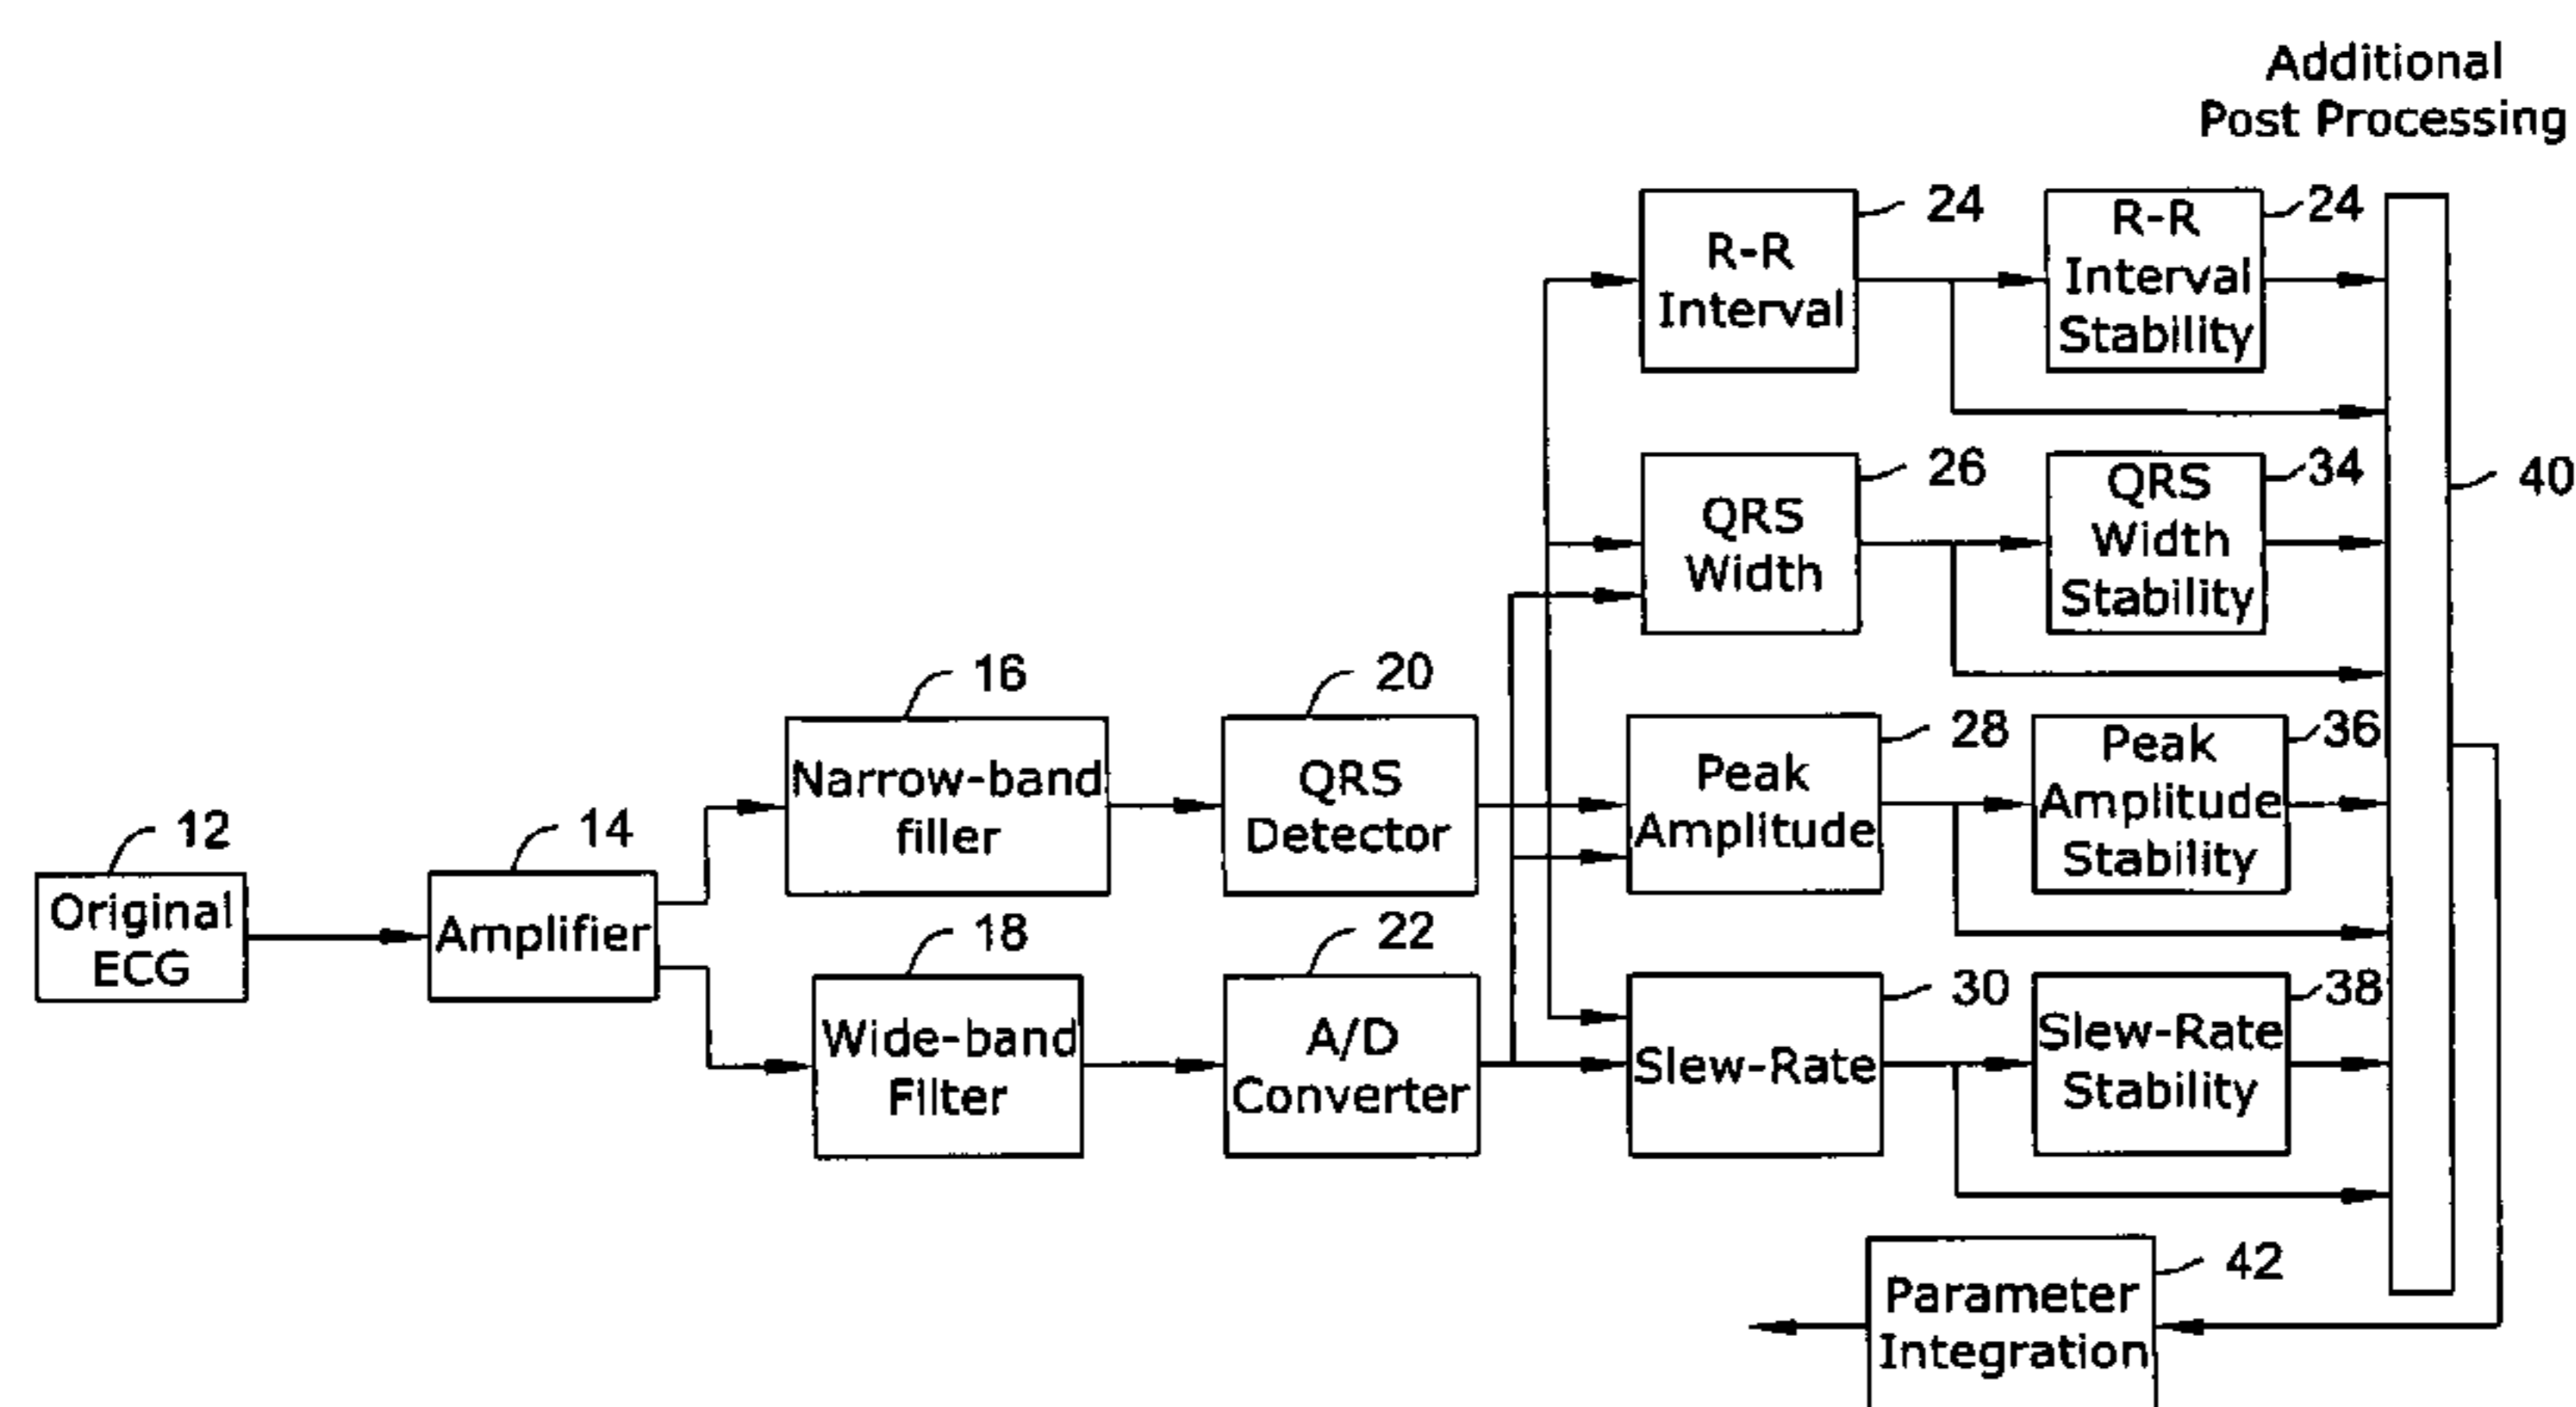 Additional
Post Processing
24
R-R
Interval
24
R-R
Interval
Stability
26
QRS
Width
34
QRS
Width
Stability
40
16
Narrow-band
filler
20
QRS
Detector
28
Peak
Amplitude
36
Peak
Amplitude
Stability
12
Original
ECG
14
Amplifier
18
Wide-band
Filter
22
A/D
Converter
30
Slew-Rate
38
Slew-Rate
Stability
42
Parameter
Integration